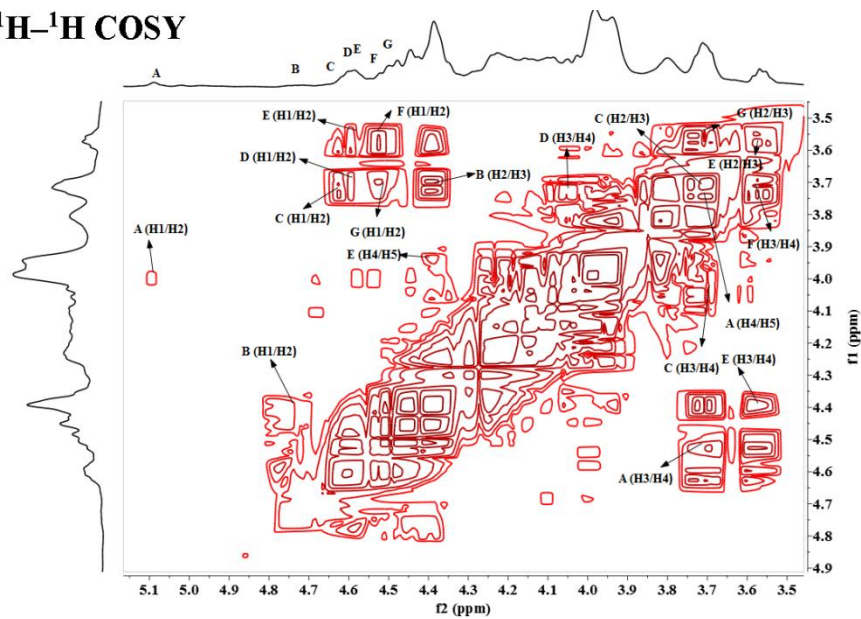 ¹H–¹H COSY
A
B
C
D
E
F
G
E (H1/H2)
F (H1/H2)
C (H2/H3)
G (H2/H3)
D (H3/H4)
D (H1/H2)
E (H2/H3)
B (H2/H3)
C (H1/H2)
A (H1/H2)
G (H1/H2)
F (H3/H4)
E (H4/H5)
A (H4/H5)
B (H1/H2)
C (H3/H4)
E (H3/H4)
A (H3/H4)
3.5
3.6
3.7
3.8
3.9
4.0
4.1
4.2
4.3
4.4
4.5
4.6
4.7
4.8
4.9
f1 (ppm)
5.1 5.0 4.9 4.8 4.7 4.6 4.5 4.4 4.3 4.2 4.1 4.0 3.9 3.8 3.7 3.6 3.5
f2 (ppm)